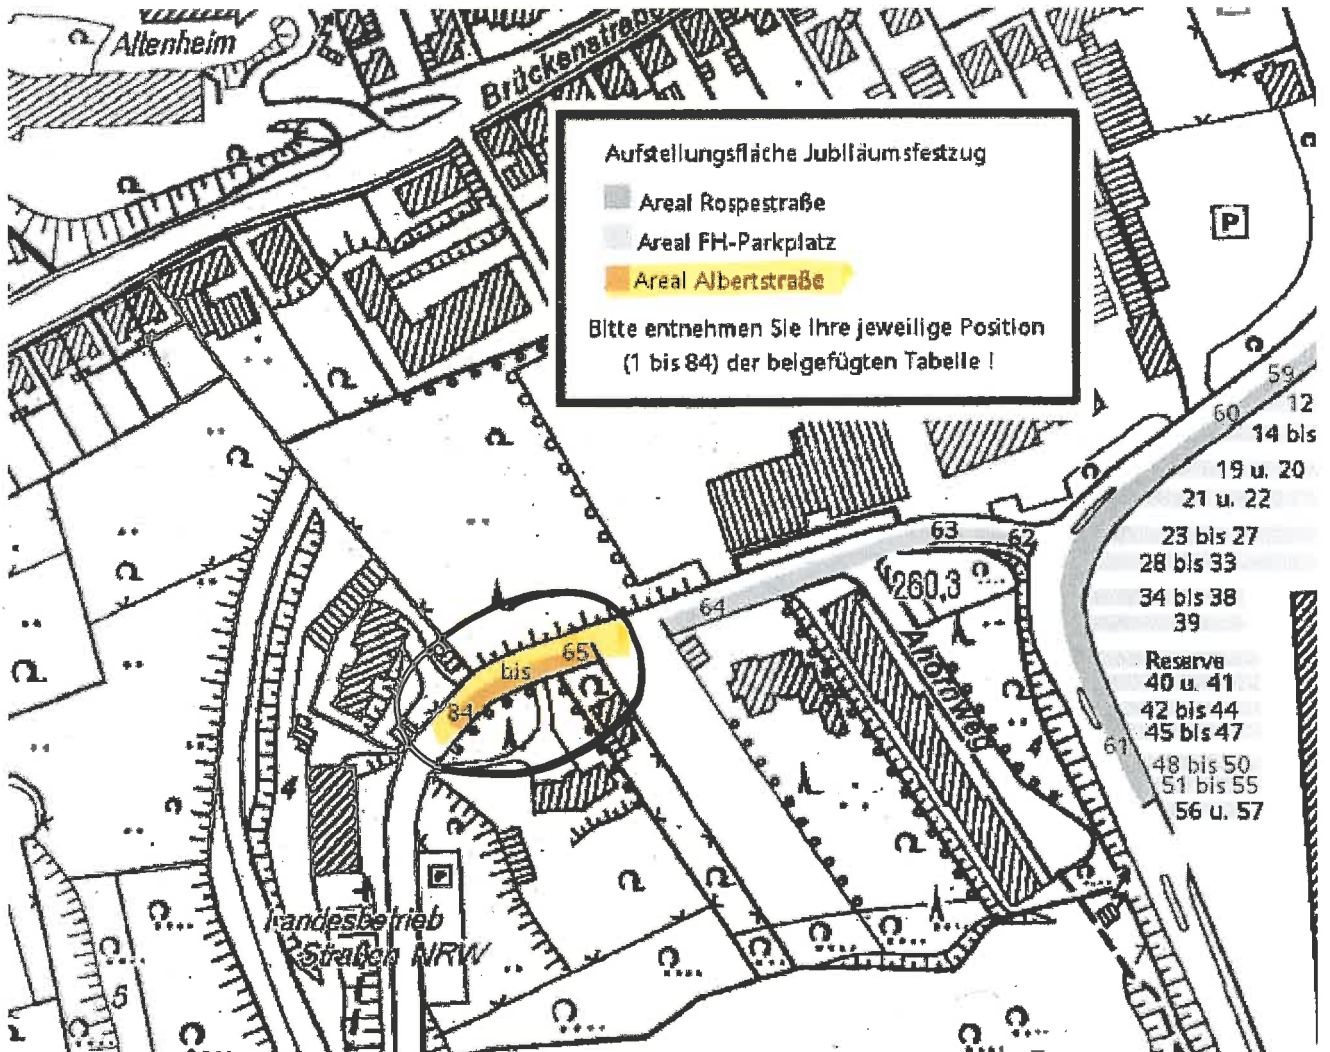 Altenheim
Brückenstraße
Aufstellungsfläche Jubiläumsfestzug
Areal Rospestraße
Areal FH-Parkplatz
Areal Albertstraße
Bitte entnehmen Sie Ihre jeweilige Position
(1 bis 84) der beigefügten Tabelle !
P
59
12
60
14 bis
19 u. 20
21 u. 22
63
62
23 bis 27
28 bis 33
260,3
64
34 bis 38
39
Ahornweg
65
bis
84
Reserve
40 u. 41
42 bis 44
45 bis 47
61
48 bis 50
51 bis 55
56 u. 57
4
4
P
Landesbetrieb
Straßen NRW
5